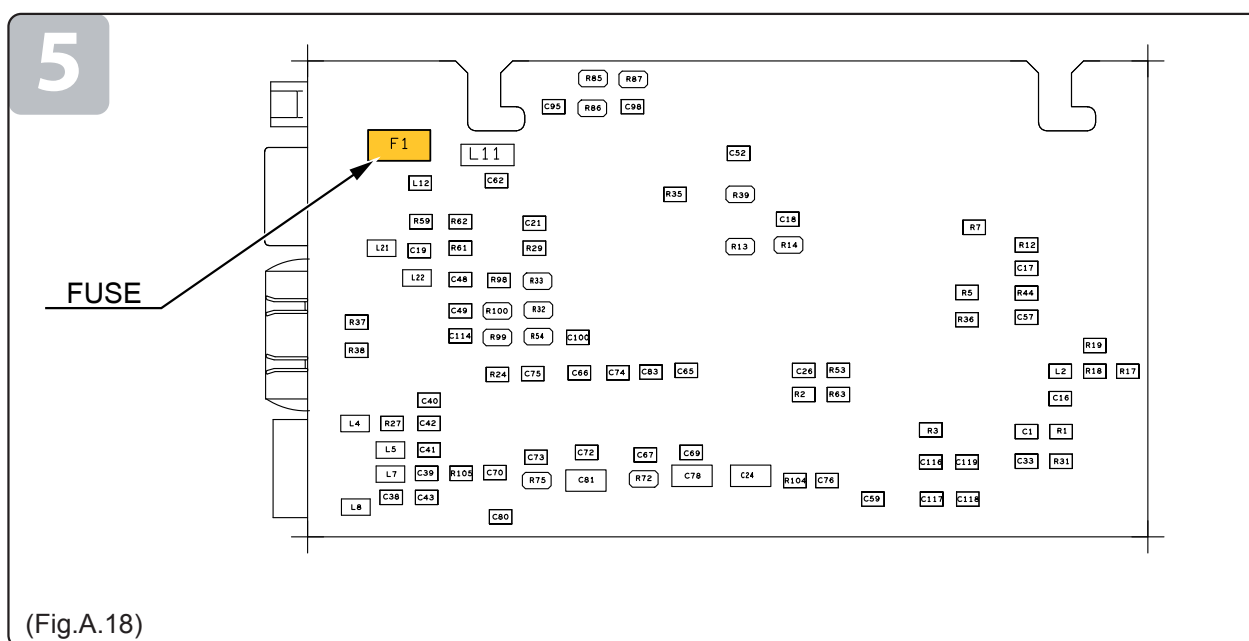 5
R85 R87
C95 R86 C98
F1
L11
C52
L12 C62
R35 R39
R59 R62 C21 C18
R7
L21 C19 R61 R29 R13 R14 R12
C17
L22 C48 R98 R33
FUSE
R5 R44
C49 R100 R32
R37 R36 C57
C114 R99 R54 C100
R38 R19
R24 C75 C66 C74 C83 C65 C26 R53 L2 R18 R17
C40 R2 R63 C16
L4 R27 C42 R3 C1 R1
L5 C41 C73 C72 C67 C69
C116 C119 C33 R31
L7 C39 R105 C70 R75 C81 R72 C78 C24 R104 C76
L8 C38 C43 C59 C117 C118
C80
(Fig.A.18)